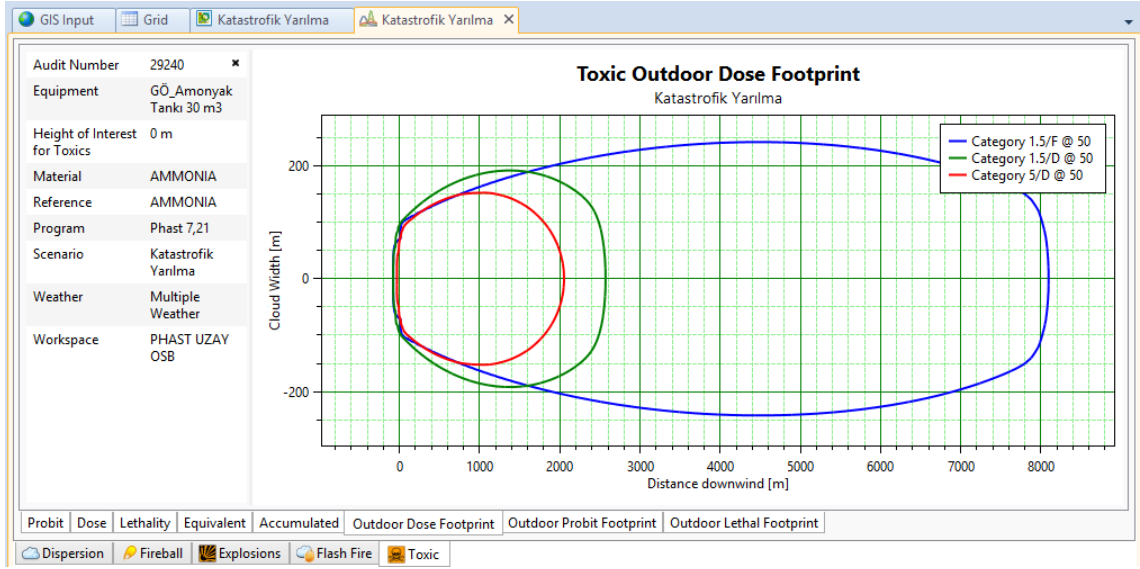 GIS Input Grid Katastrofik Yarılma Katastrofik Yarılma
Audit Number 29240
Equipment GÖ_Amonyak
Tankı 30 m3
Height of Interest 0 m
for Toxics
Material AMMONIA
Reference AMMONIA
Program Phast 7,21
Scenario Katastrofik
Yarılma
Weather Multiple
Weather
Workspace PHAST UZAY
OSB
Toxic Outdoor Dose Footprint
Katastrofik Yarılma
Category 1.5/F @ 50
Category 1.5/D @ 50
Category 5/D @ 50
200
0
-200
Cloud Width [m]
0 1000 2000 3000 4000 5000 6000 7000 8000
Distance downwind [m]
Probit Dose Lethality Equivalent Accumulated Outdoor Dose Footprint Outdoor Probit Footprint Outdoor Lethal Footprint
Dispersion Fireball Explosions Flash Fire Toxic